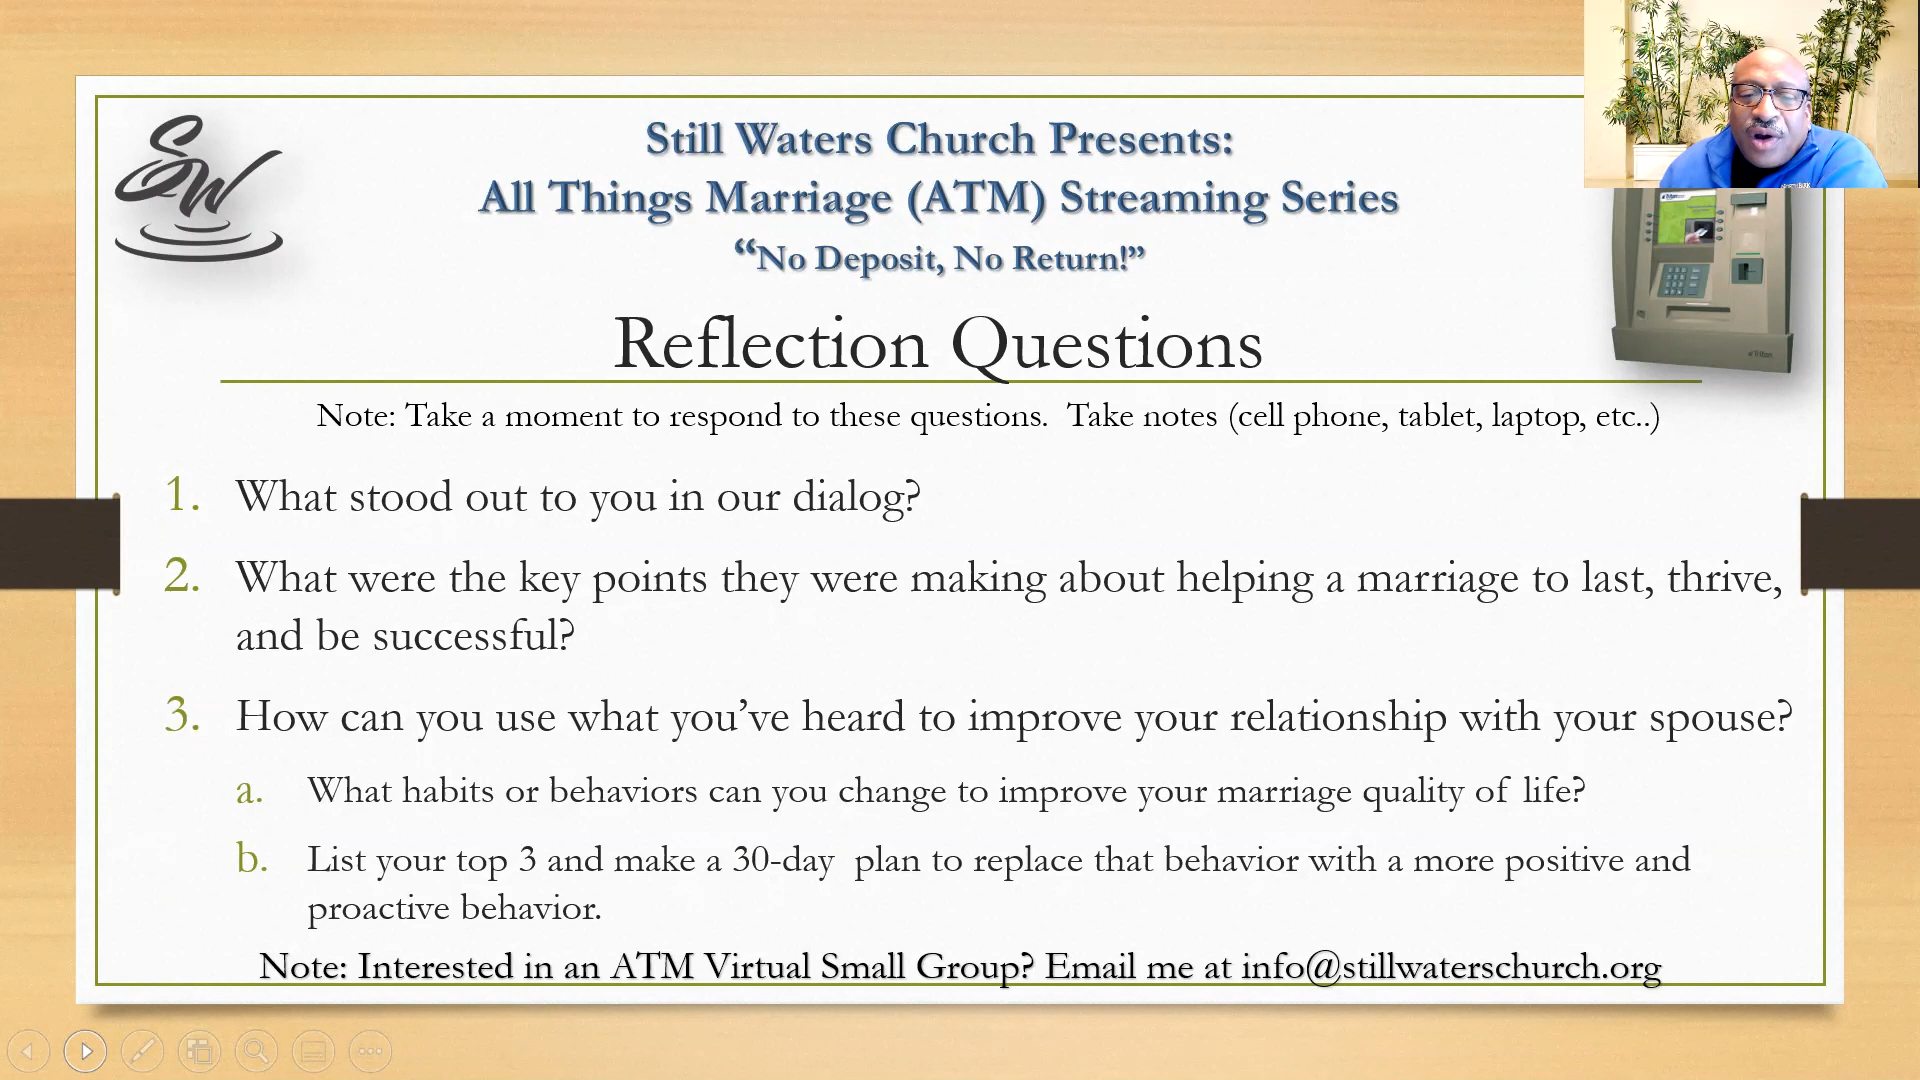 SW
Still Waters Church Presents:
All Things Marriage (ATM) Streaming Series
“No Deposit, No Return!”
Reflection Questions
Note: Take a moment to respond to these questions.  Take notes (cell phone, tablet, laptop, etc..)
1. What stood out to you in our dialog?
2. What were the key points they were making about helping a marriage to last, thrive,
and be successful?
3. How can you use what you’ve heard to improve your relationship with your spouse?
a. What habits or behaviors can you change to improve your marriage quality of life?
b. List your top 3 and make a 30-day  plan to replace that behavior with a more positive and
proactive behavior.
Note: Interested in an ATM Virtual Small Group? Email me at info@stillwaterschurch.org